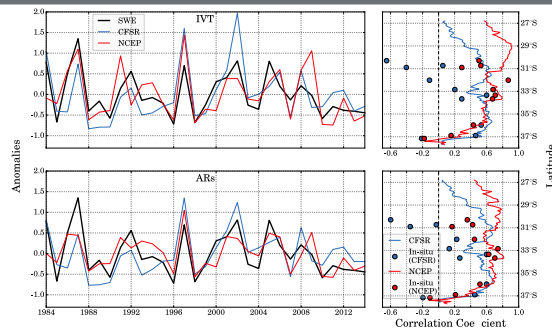 2.0
1.5
1.0
0.5
0.0
-0.5
-1.0
IVT
SWE
CFSR
NCEP
27°S
29°S
31°S
33°S
35°S
37°S
-0.6 -0.2 0.2 0.6 1.0
Anomalies
Latitude
2.0
1.5
1.0
0.5
0.0
-0.5
-1.0
ARs
1984 1988 1992 1996 2000 2004 2008 2012
27°S
29°S
31°S
33°S
35°S
37°S
CFSR
In-situ
(CFSR)
NCEP
In-situ
(NCEP)
-0.6 -0.2 0.2 0.6 1.0
Correlation Coe cient